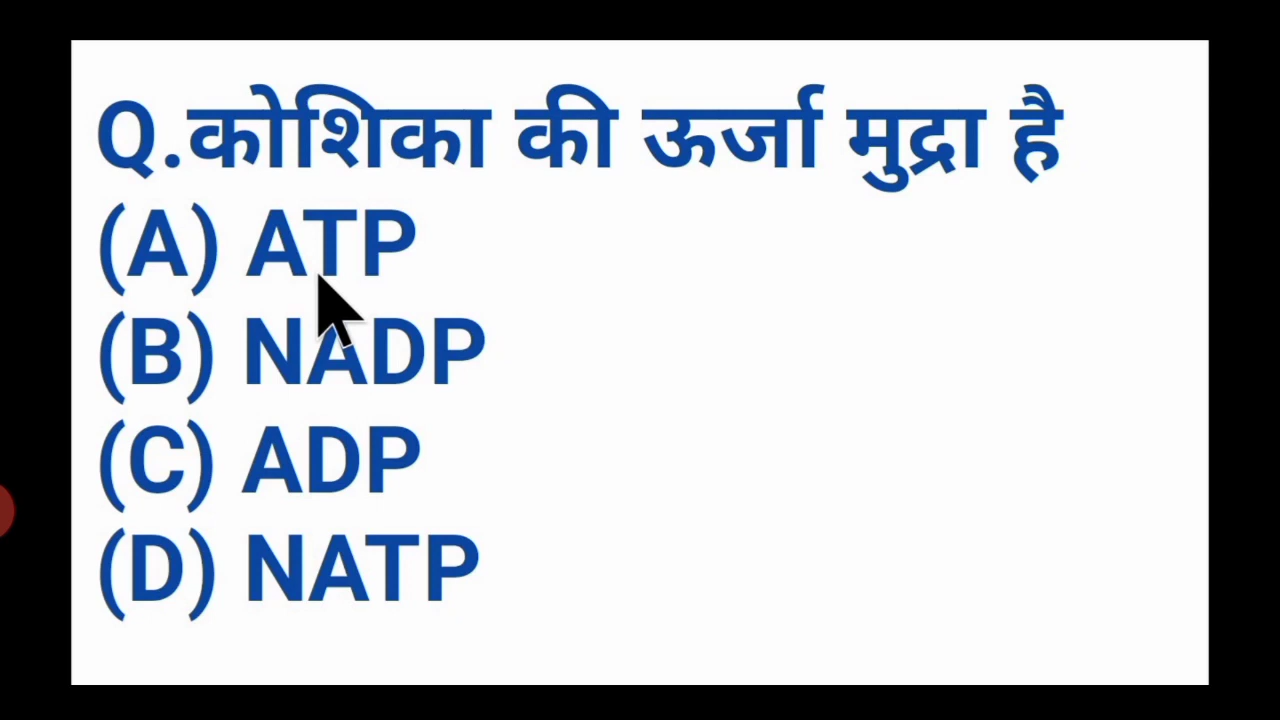 Q.कोशिका की ऊर्जा मुद्रा है
(A) ATP
(B) NADP
(C) ADP
(D) NATP